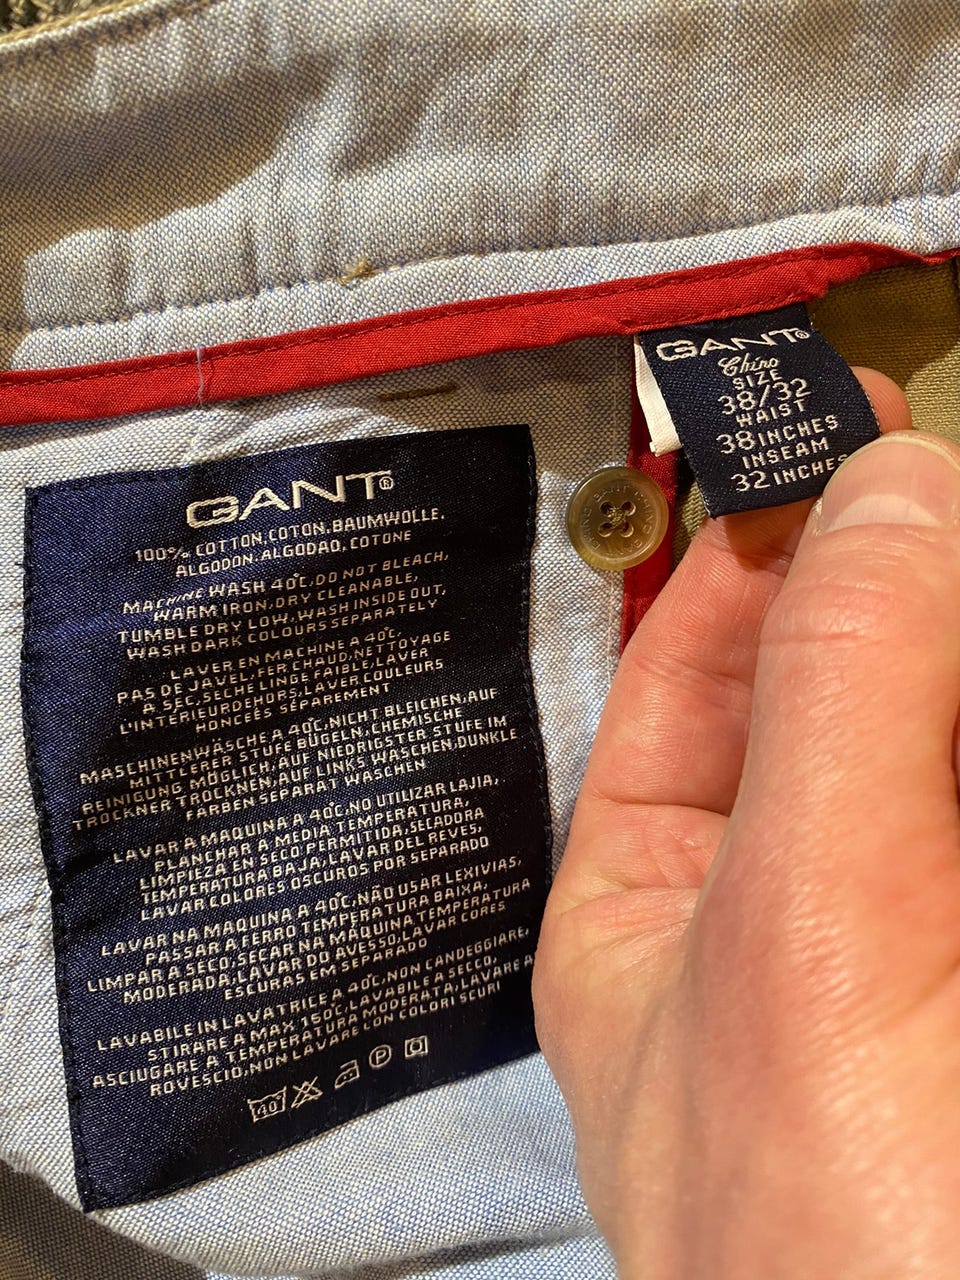 GANT®
Chino
SIZE
38/32
WAIST
38 INCHES
INSEAM
32 INCHES
GANT®
100% COTTON, COTON, BAUMWOLLE,
ALGODON, ALGODAO, COTONE
MACHINE WASH 40°C, DO NOT BLEACH,
WARM IRON, DRY CLEANABLE,
TUMBLE DRY LOW, WASH INSIDE OUT,
WASH DARK COLOURS SEPARATELY
LAVER EN MACHINE A 40°C,
PAS DE JAVEL, FER CHAUD, NETTOYAGE
A SEC, SECHE LINGE FAIBLE, LAVER
L'INTERIEURDEHORS, LAVER COULEURS
HONCEÉS SÉPAREMENT
MASCHINENWÄSCHE A 40°C, NICHT BLEICHEN, AUF
MITTLERER STUFE BÜGELN, CHEMISCHE
REINIGUNG MÖGLICH, AUF NIEDRIGSTER STUFE IM
TROCKNER TROCKNEN, AUF LINKS WASCHEN, DUNKLE
FARBEN SEPARAT WASCHEN
LAVAR A MAQUINA A 40°C, NO UTILIZAR LAJIA,
PLANCHAR A MEDIA TEMPERATURA,
LIMPIEZA EN SECO PERMITIDA, SECADORA
TEMPERATURA BAJA, LAVAR DEL REVES,
LAVAR COLORES OSCUROS POR SEPARADO
LAVAR NA MAQUINA A 40°C, NÃO USAR LEXIVIAS,
PASSAR A FERRO TEMPERATURA BAIXA,
LIMPAR A SECO, SECAR NA MÁQUINA TEMPERATURA
MODERADA, LAVAR DO AVESSO, LAVAR CORES
ESCURAS EM SEPARADO
LAVABILE IN LAVATRILE A 40°C, NON CANDEGGIARE,
STIRARE A MAX 150°C, LAVABILE A SECCO,
ASCIUGARE A TEMPERATURA MODERATA, LAVARE A
ROVESCIO, NON LAVARE CON COLORI SCURI
40° P